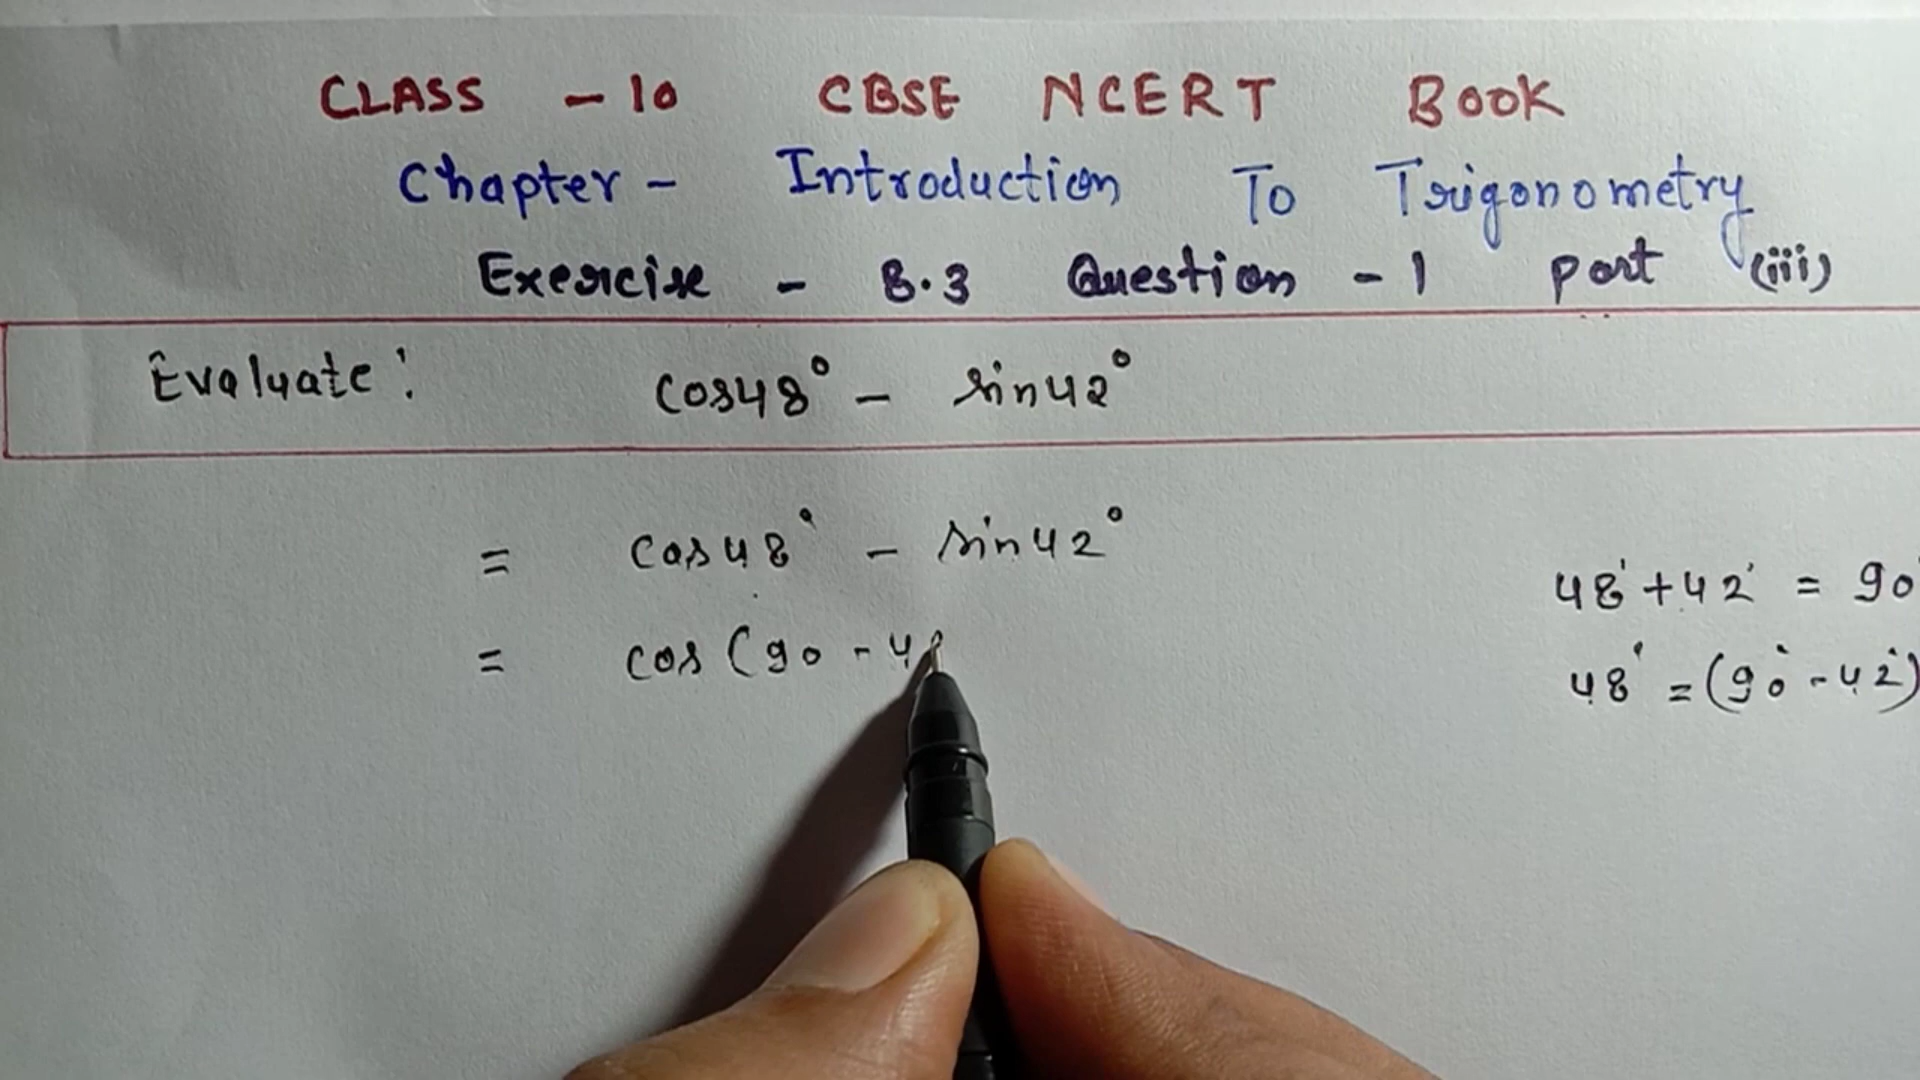 CLASS - 10 CBSE NCERT BOOK
Chapter - Introduction To Trigonometry
Exercise - 8.3 Question - 1 part (iii)
Evaluate: cos48° - sin42°
= cos48° - sin42°
48° + 42° = 90°
= cos (90 - 4
48° = (90° - 42°)